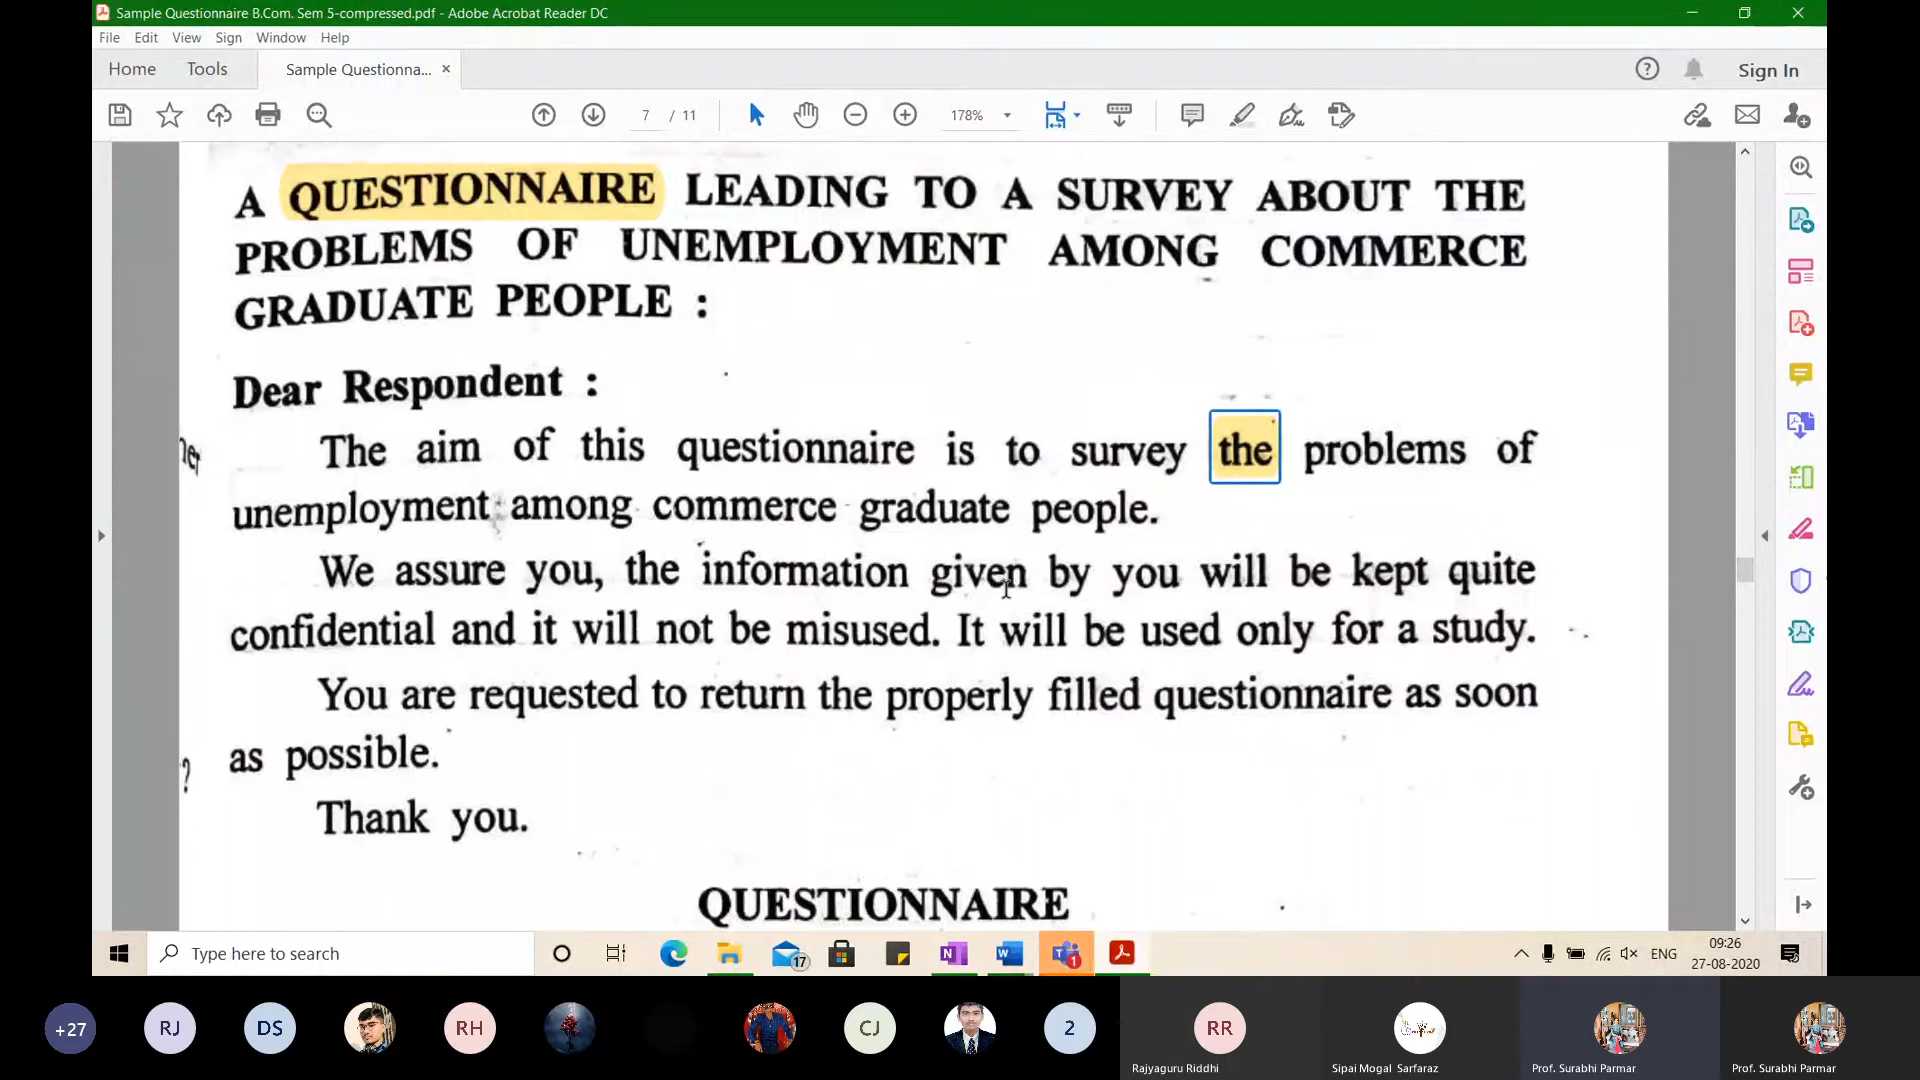 Sample Questionnaire B.Com. Sem 5-compressed.pdf - Adobe Acrobat Reader DC
File Edit View Sign Window Help
Home Tools Sample Questionna... × Sign In
7 / 11 178%
A QUESTIONNAIRE LEADING TO A SURVEY ABOUT THE
PROBLEMS OF UNEMPLOYMENT AMONG COMMERCE
GRADUATE PEOPLE :
Dear Respondent :
The aim of this questionnaire is to survey the problems of
unemployment among commerce graduate people.
We assure you, the information given by you will be kept quite
confidential and it will not be misused. It will be used only for a study.
You are requested to return the properly filled questionnaire as soon
as possible.
?
Thank you.
QUESTIONNAIRE
Type here to search
17
1
ENG
09:26
27-08-2020
+27 RJ DS RH CJ 2 RR
Rajyaguru Riddhi Sipai Mogal Sarfaraz Prof. Surabhi Parmar Prof. Surabhi Parmar